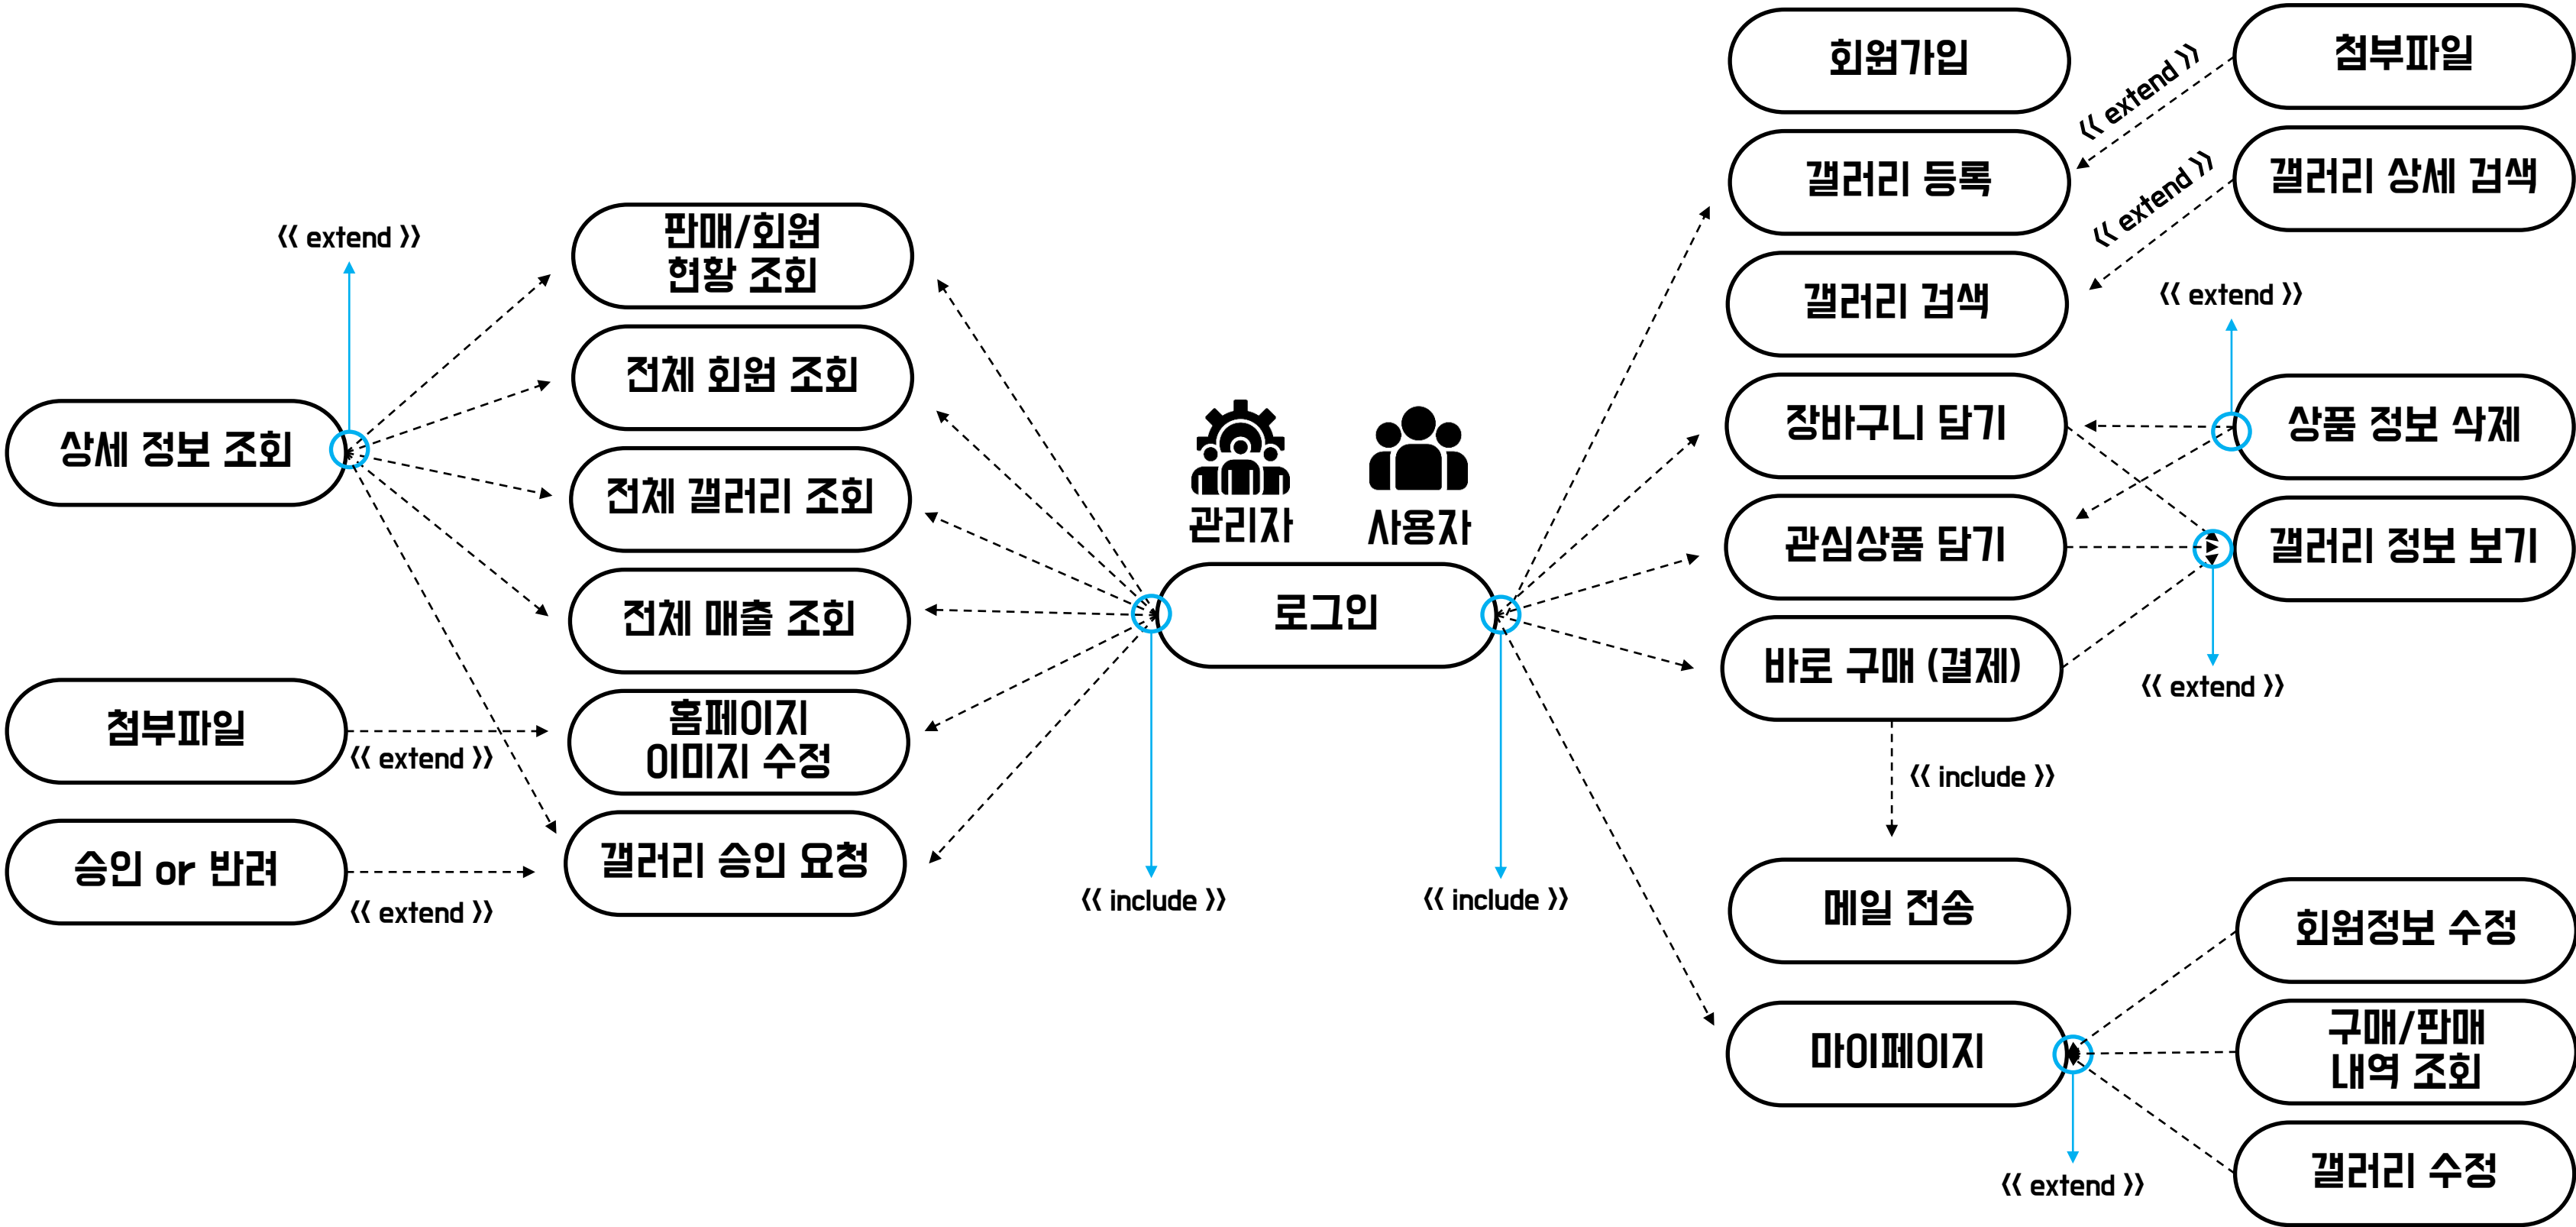 << extend >>
상세 정보 조회
첨부파일
<< extend >>
승인 or 반려
<< extend >>
판매/회원
현황 조회
전체 회원 조회
전체 갤러리 조회
전체 매출 조회
홈페이지
이미지 수정
갤러리 승인 요청
관리자
사용자
로그인
<< include >>
<< include >>
회원가입
갤러리 등록
갤러리 검색
장바구니 담기
관심상품 담기
바로 구매 (결제)
<< include >>
메일 전송
마이페이지
<< extend >>
<< extend >>
<< extend >>
<< extend >>
<< extend >>
첨부파일
갤러리 상세 검색
상품 정보 삭제
갤러리 정보 보기
회원정보 수정
구매/판매
내역 조회
갤러리 수정